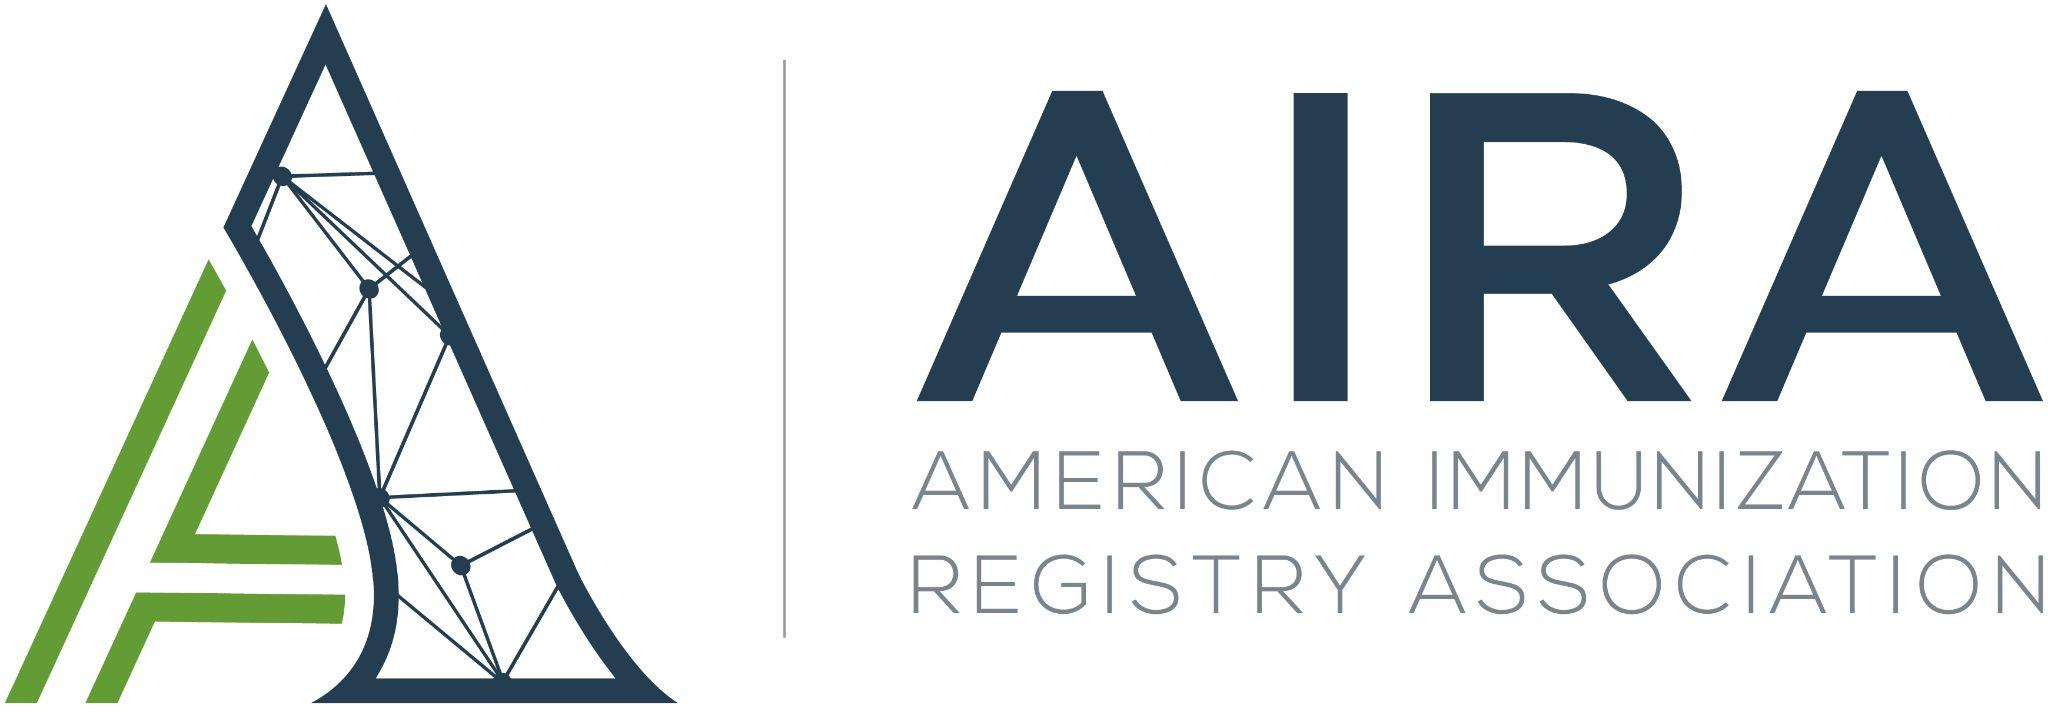 AIRA
AMERICAN IMMUNIZATION
REGISTRY ASSOCIATION